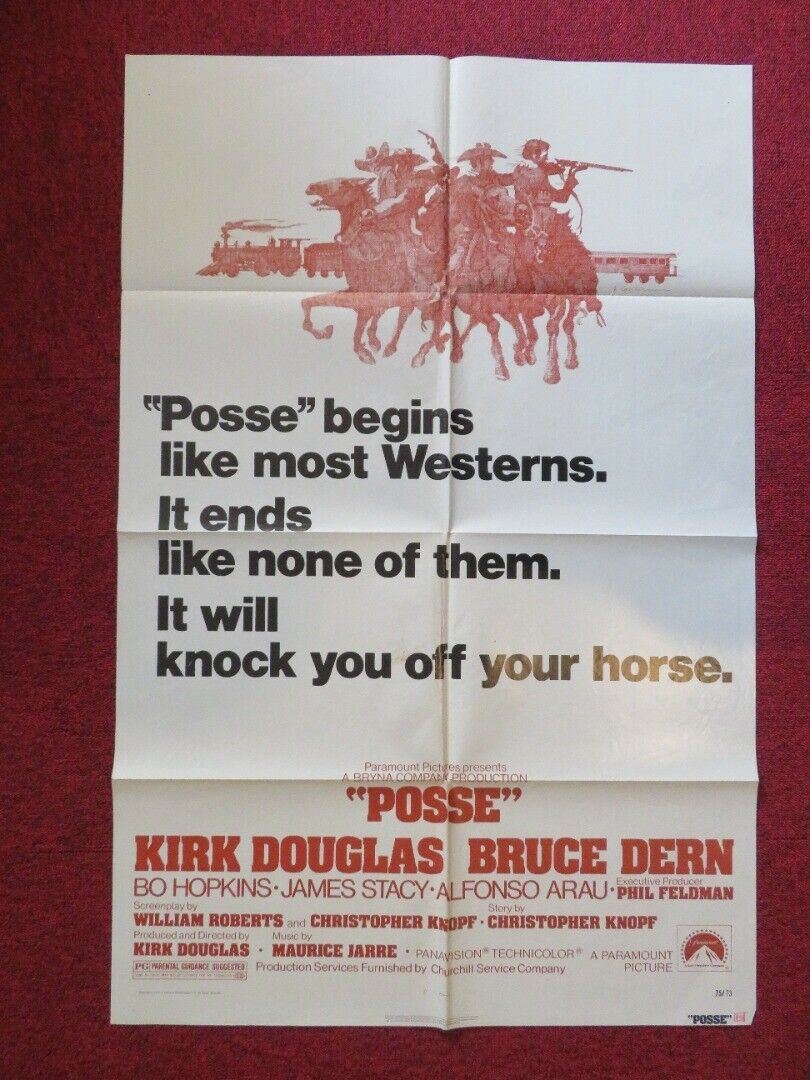 “Posse” begins
like most Westerns.
It ends
like none of them.
It will
knock you off your horse.
Paramount Pictures presents
A BRYNA COMPANY PRODUCTION
“POSSE”
KIRK DOUGLAS BRUCE DERN
BO HOPKINS · JAMES STACY · ALFONSO ARAU · Executive Producer PHIL FELDMAN
Screenplay by Story by
WILLIAM ROBERTS and CHRISTOPHER KNOPF · CHRISTOPHER KNOPF
Produced and Directed by Music by
KIRK DOUGLAS · MAURICE JARRE · PANAVISION® TECHNICOLOR® A PARAMOUNT PICTURE
PG PARENTAL GUIDANCE SUGGESTED
Production Services Furnished by Churchill Service Company
Paramount
75/73
“POSSE”